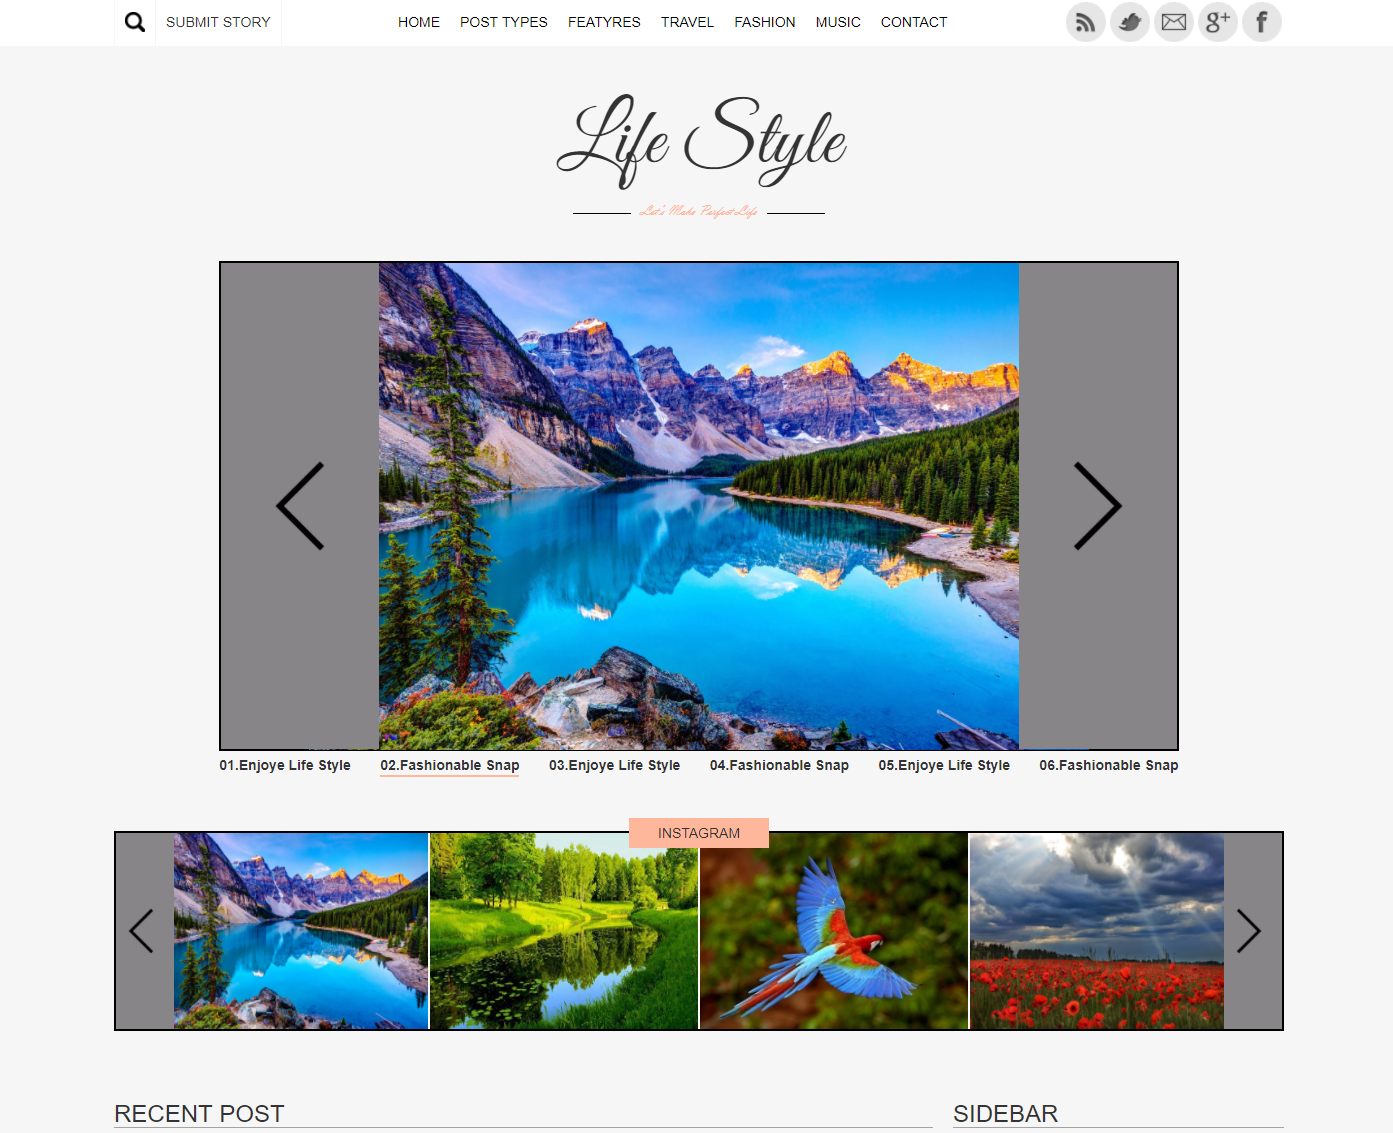 SUBMIT STORY HOME POST TYPES FEATYRES TRAVEL FASHION MUSIC CONTACT g+ f
Life Style
Let's Make Perfect Life
01.Enjoye Life Style 02.Fashionable Snap 03.Enjoye Life Style 04.Fashionable Snap 05.Enjoye Life Style 06.Fashionable Snap
INSTAGRAM
RECENT POST SIDEBAR